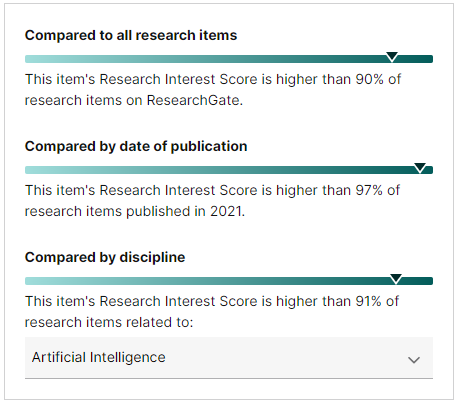 Compared to all research items
This item's Research Interest Score is higher than 90% of
research items on ResearchGate.
Compared by date of publication
This item's Research Interest Score is higher than 97% of
research items published in 2021.
Compared by discipline
This item's Research Interest Score is higher than 91% of
research items related to:
Artificial Intelligence